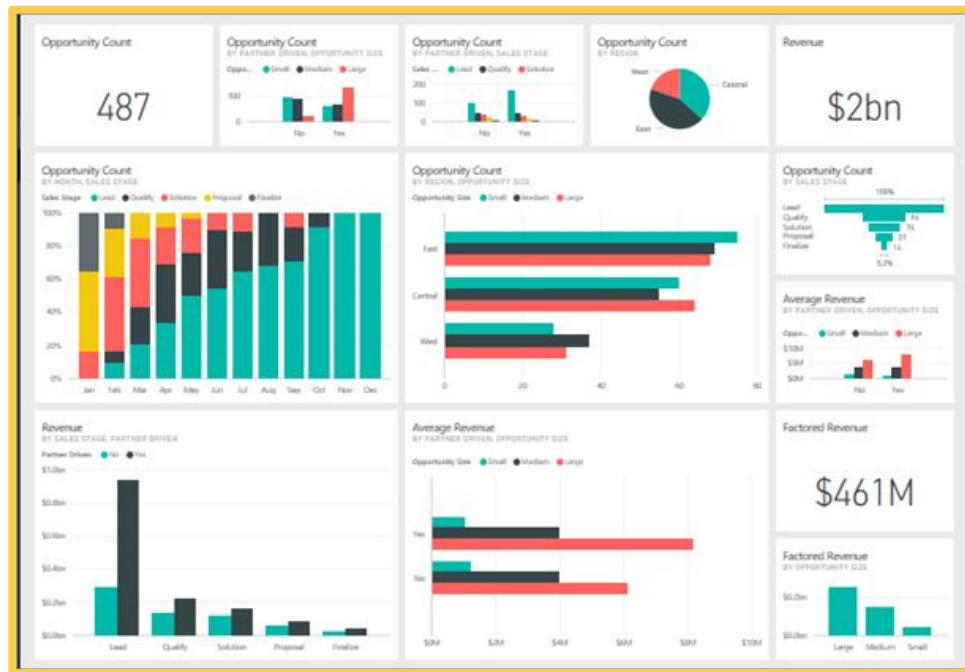 Opportunity Count
487
Opportunity Count
BY PARTNER DRIVEN, OPPORTUNITY SIZE
Oppo... Small Medium Large
100
0
No Yes
Opportunity Count
BY PARTNER DRIVEN, SALES STAGE
Sales ... Lead Qualify Solution
200
100
0
No Yes
Opportunity Count
BY REGION
West
Central
East
Revenue
$2bn
Opportunity Count
BY MONTH, SALES STAGE
Sales Stage Lead Qualify Solution Proposal Finalize
100%
80%
60%
40%
20%
0%
Jan Feb Mar Apr May Jun Jul Aug Sep Oct Nov Dec
Opportunity Count
BY REGION, OPPORTUNITY SIZE
Opportunity Size Small Medium Large
East
Central
West
0 20 40 60 80
Opportunity Count
BY SALES STAGE
100%
Lead
Qualify 94
Solution 74
Proposal 37
Finalize 14
5.2%
Average Revenue
BY PARTNER DRIVEN, OPPORTUNITY SIZE
Oppo... Small Medium Large
$10M
$5M
$0M
No Yes
Revenue
BY SALES STAGE, PARTNER DRIVEN
Partner Driven No Yes
$1.0bn
$0.8bn
$0.6bn
$0.4bn
$0.2bn
$0.0bn
Lead Qualify Solution Proposal Finalize
Average Revenue
BY PARTNER DRIVEN, OPPORTUNITY SIZE
Opportunity Size Small Medium Large
Yes
No
$0M $2M $4M $6M $8M $10M
Factored Revenue
$461M
Factored Revenue
BY OPPORTUNITY SIZE
$0.2bn
$0.0bn
Large Medium Small